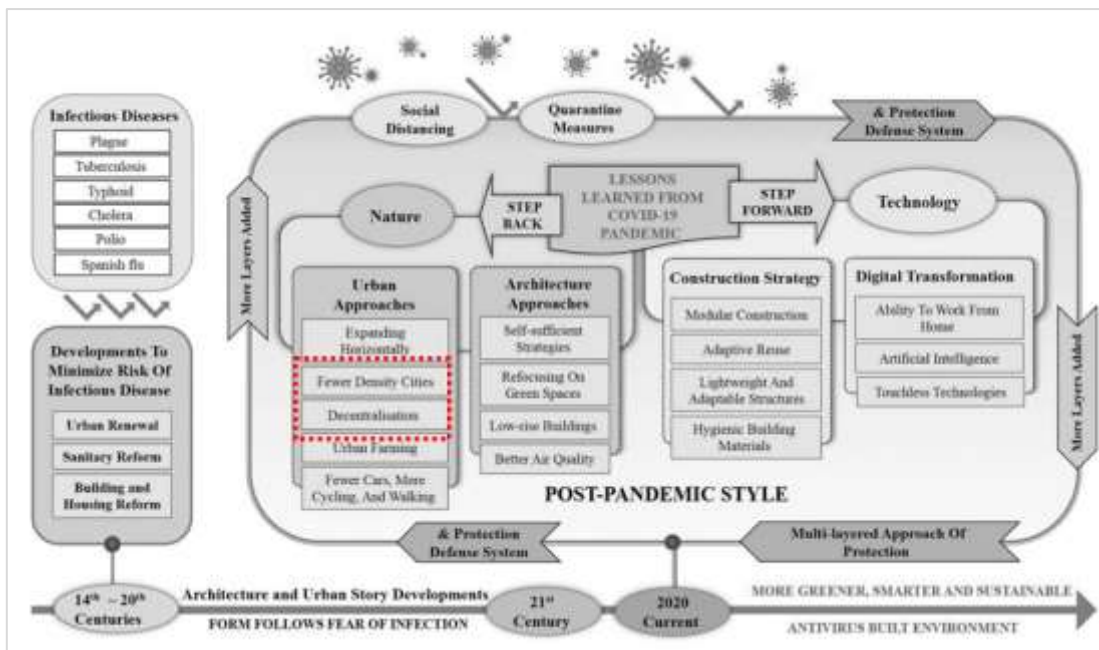 Infectious Diseases
Plague
Tuberculosis
Typhoid
Cholera
Polio
Spanish flu
Developments To
Minimize Risk Of
Infectious Disease
Urban Renewal
Sanitary Reform
Building and
Housing Reform
Social
Distancing
Quarantine
Measures
& Protection
Defense System
More Layers Added
Nature
STEP
BACK
LESSONS
LEARNED FROM
COVID-19
PANDEMIC
STEP
FORWARD
Technology
Urban
Approaches
Expanding
Horizontally
Fewer Density Cities
Decentralisation
Urban Farming
Fewer Cars, More
Cycling, And Walking
Architecture
Approaches
Self-sufficient
Strategies
Refocusing On
Green Spaces
Low-rise Buildings
Better Air Quality
Construction Strategy
Modular Construction
Adaptive Reuse
Lightweight And
Adaptable Structures
Hygienic Building
Materials
Digital Transformation
Ability To Work From
Home
Artificial Intelligence
Touchless Technologies
More Layers Added
POST-PANDEMIC STYLE
& Protection
Defense System
Multi-layered Approach Of
Protection
14th ~ 20th
Centuries
Architecture and Urban Story Developments
FORM FOLLOWS FEAR OF INFECTION
21st
Century
2020
Current
MORE GREENER, SMARTER AND SUSTAINABLE
ANTIVIRUS BUILT ENVIRONMENT